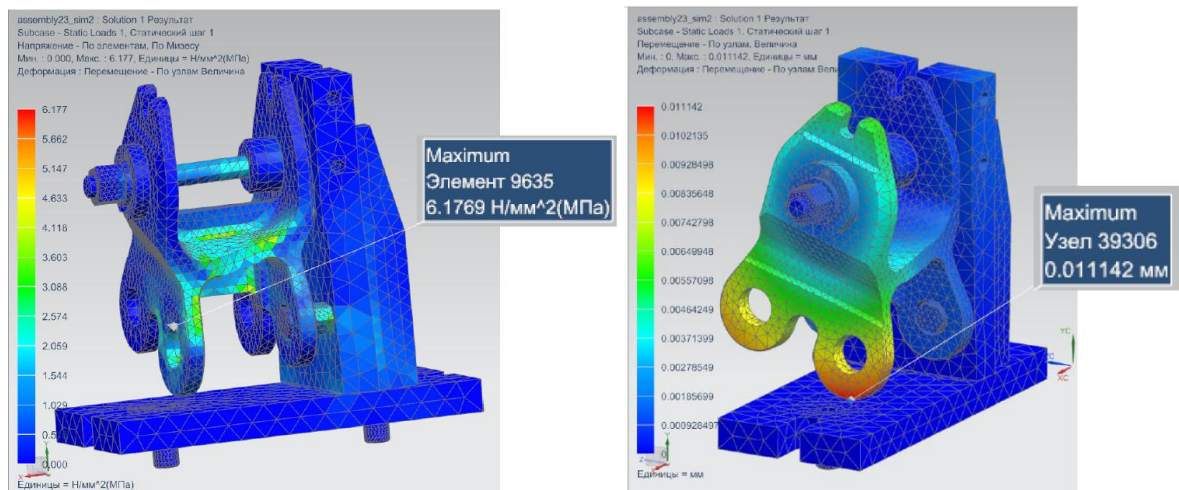 assembly23_sim2 : Solution 1 Результат
Subcase - Static Loads 1, Статический шаг 1
Напряжение - По элементам, По Мизесу
Мин. : 0.000, Макс. : 6.177, Единицы = Н/мм^2(МПа)
Деформация : Перемещение - По узлам Величина
6.177
5.662
5.147
4.633
4.118
3.603
3.088
2.574
2.059
1.544
1.029
0.000
Единицы = Н/мм^2(МПа)
Maximum
Элемент 9635
6.1769 Н/мм^2(МПа)
assembly23_sim2 : Solution 1 Результат
Subcase - Static Loads 1, Статический шаг 1
Перемещение - По узлам, Величина
Мин. : 0, Макс. : 0.011142, Единицы = мм
Деформация : Перемещение - По узлам
0.011142
0.0102135
0.00928498
0.00835648
0.00742798
0.00649948
0.00557098
0.00464249
0.00371399
0.00278549
0.00185699
0.000928497
0
Единицы = мм
Maximum
Узел 39306
0.011142 мм
YC
XC